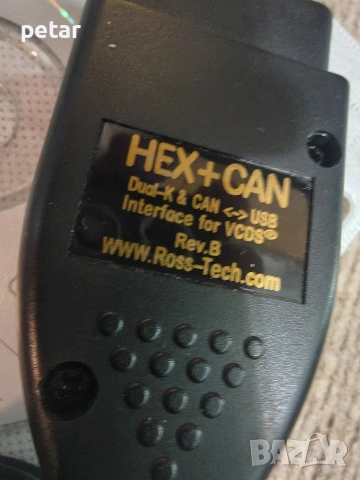 petar
HEX+CAN
Dual-K & CAN <-> USB
Interface for VCDS®
Rev.B
www.Ross-Tech.com
BAZAR